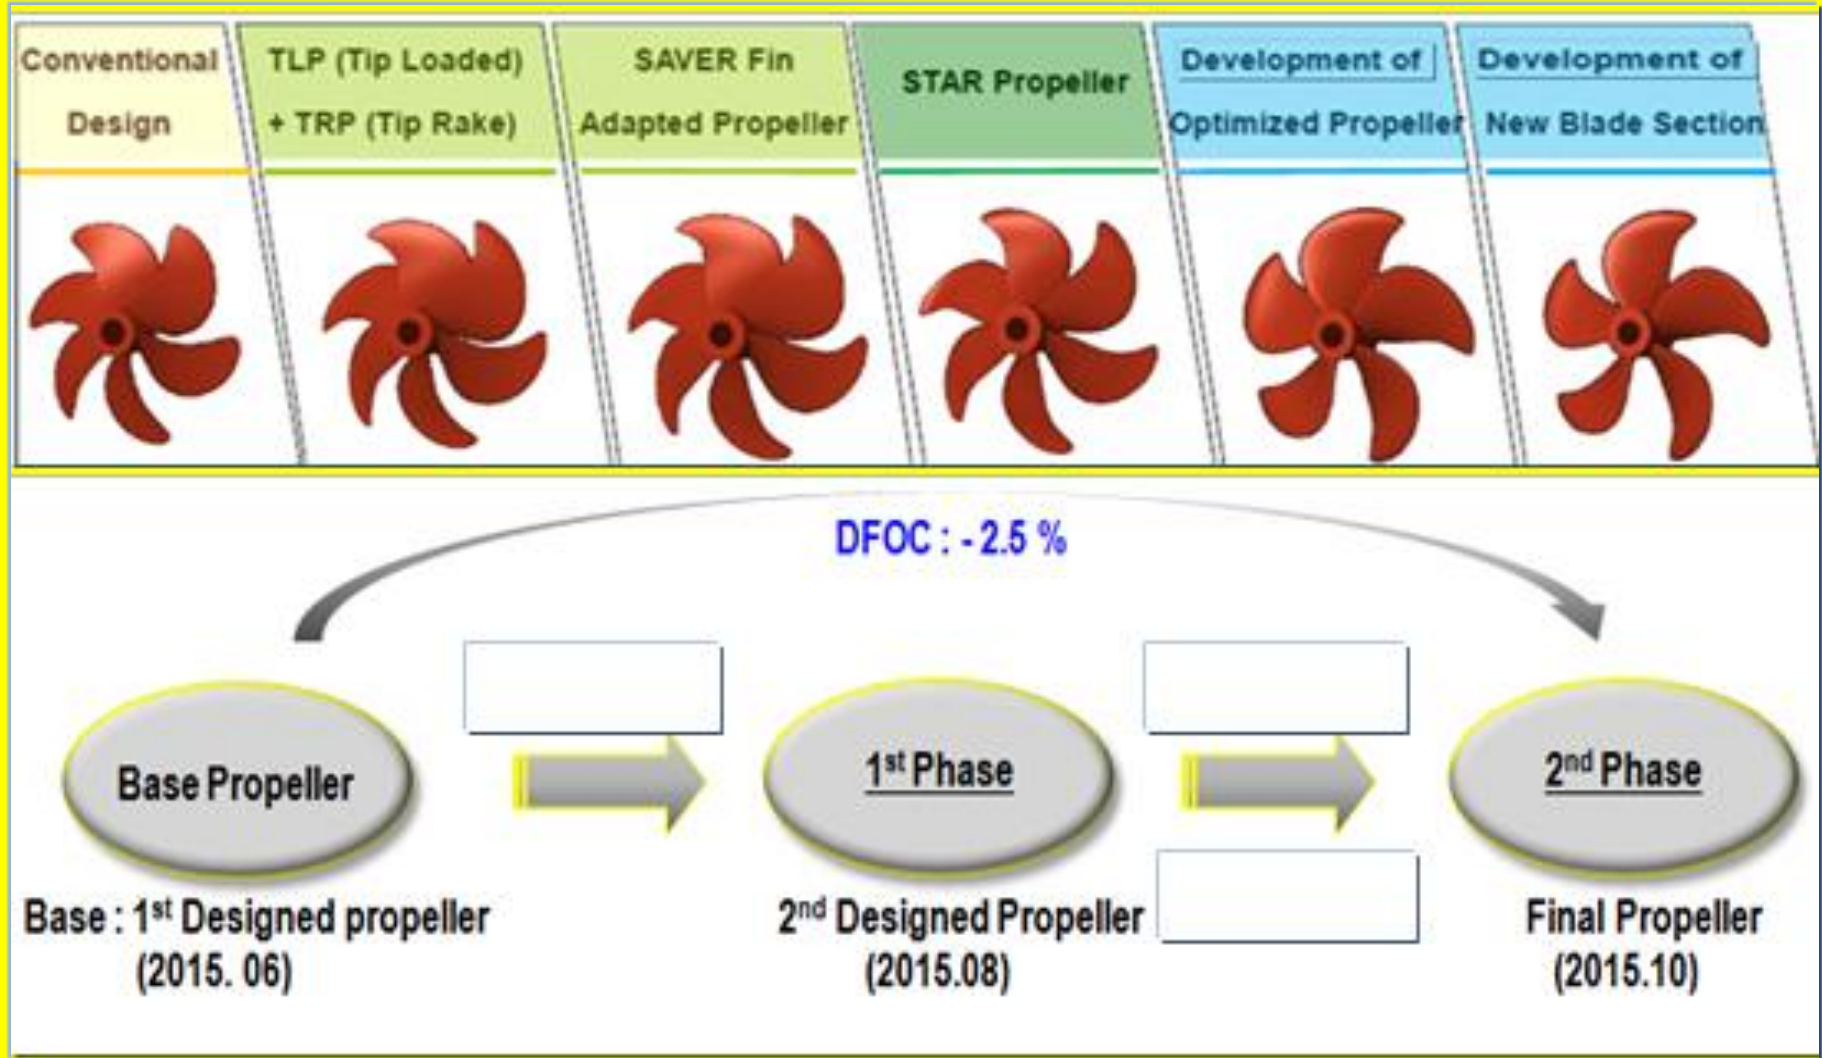 Conventional
Design
TLP (Tip Loaded)
+ TRP (Tip Rake)
SAVER Fin
Adapted Propeller
STAR Propeller
Development of
Optimized Propeller
Development of
New Blade Section
DFOC : - 2.5 %
Base Propeller
1st Phase
2nd Phase
Base : 1st Designed propeller
(2015. 06)
2nd Designed Propeller
(2015.08)
Final Propeller
(2015.10)